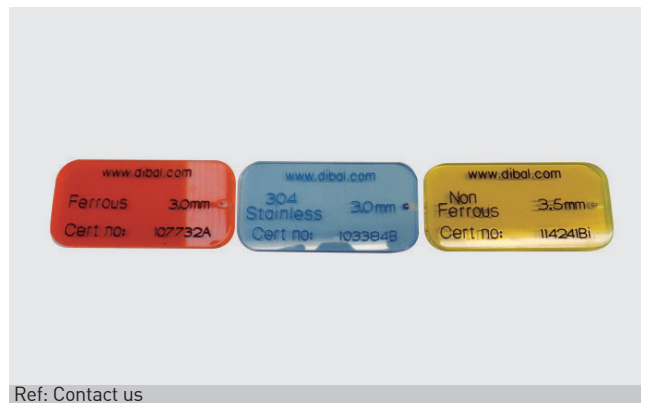 www.dibal.com
Ferrous 3,0mm
Cert no: 107732A
www.dibal.com
304
Stainless 3,0mm
Cert no: 103384B
www.dibal.com
Non
Ferrous 3,5mm
Cert no: 114241Bi
Ref: Contact us